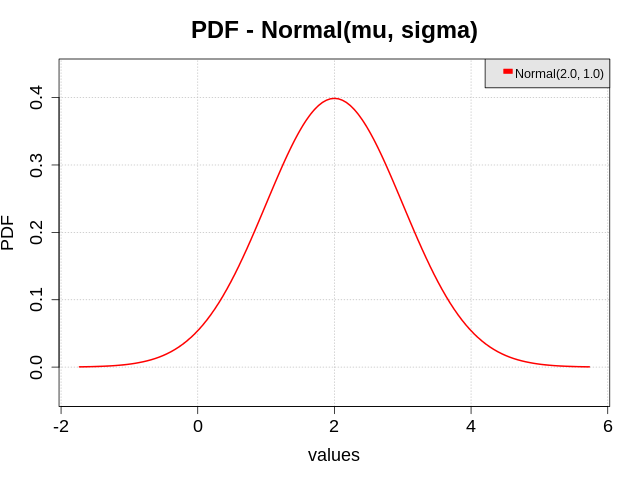 PDF - Normal(mu, sigma)
Normal(2.0, 1.0)
PDF
0.4
0.3
0.2
0.1
0.0
-2 0 2 4 6
values